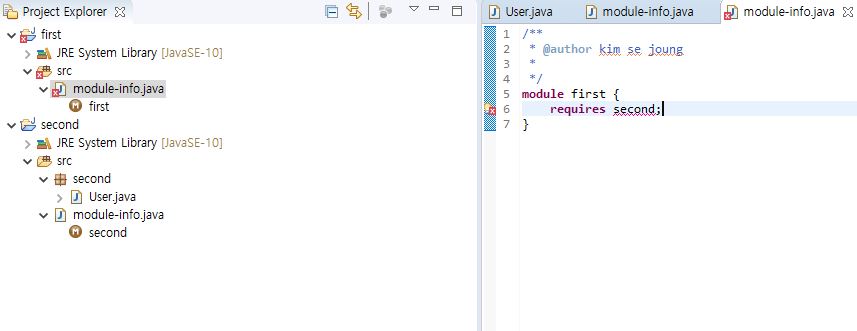 Project Explorer
first
JRE System Library [JavaSE-10]
src
module-info.java
first
second
JRE System Library [JavaSE-10]
src
second
User.java
module-info.java
second
User.java
module-info.java
module-info.java
1 /**
2 * @author kim se joung
3 *
4 */
5 module first {
6 requires second;
7 }